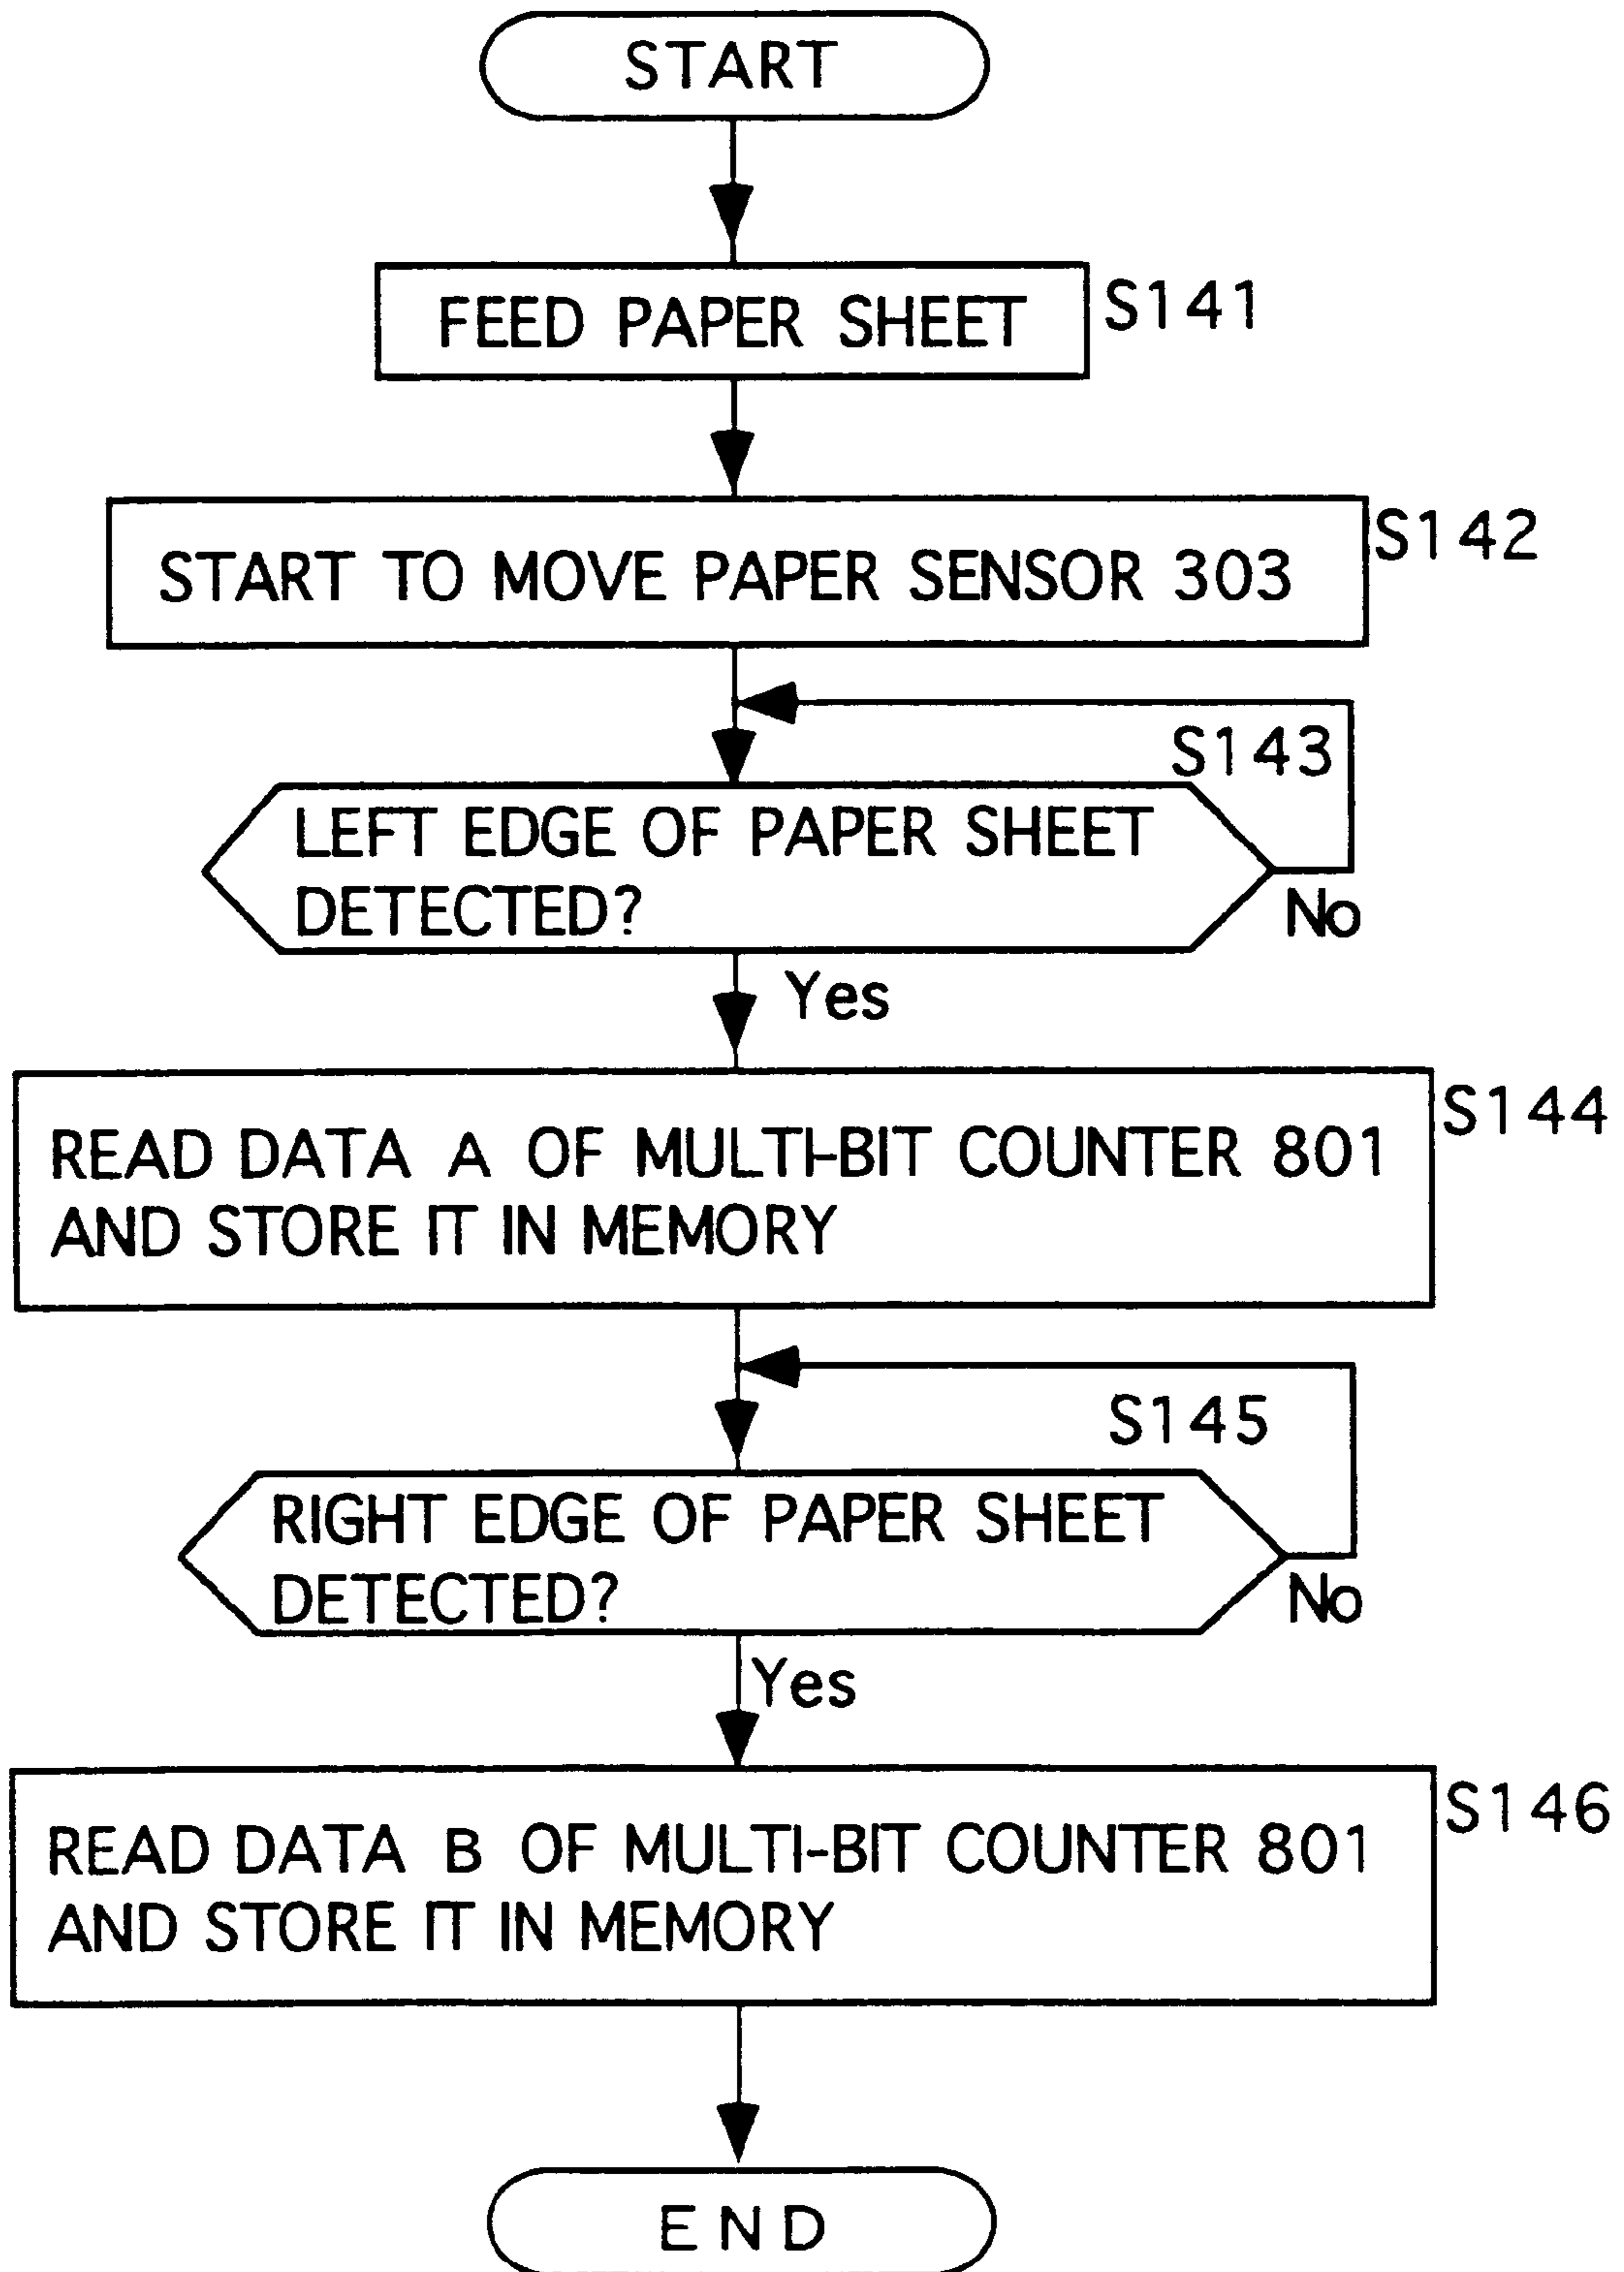 START
FEED PAPER SHEET
S141
START TO MOVE PAPER SENSOR 303
S142
S143
LEFT EDGE OF PAPER SHEET
DETECTED?
No
Yes
READ DATA A OF MULTI-BIT COUNTER 801
AND STORE IT IN MEMORY
S144
S145
RIGHT EDGE OF PAPER SHEET
DETECTED?
No
Yes
READ DATA B OF MULTI-BIT COUNTER 801
AND STORE IT IN MEMORY
S146
END